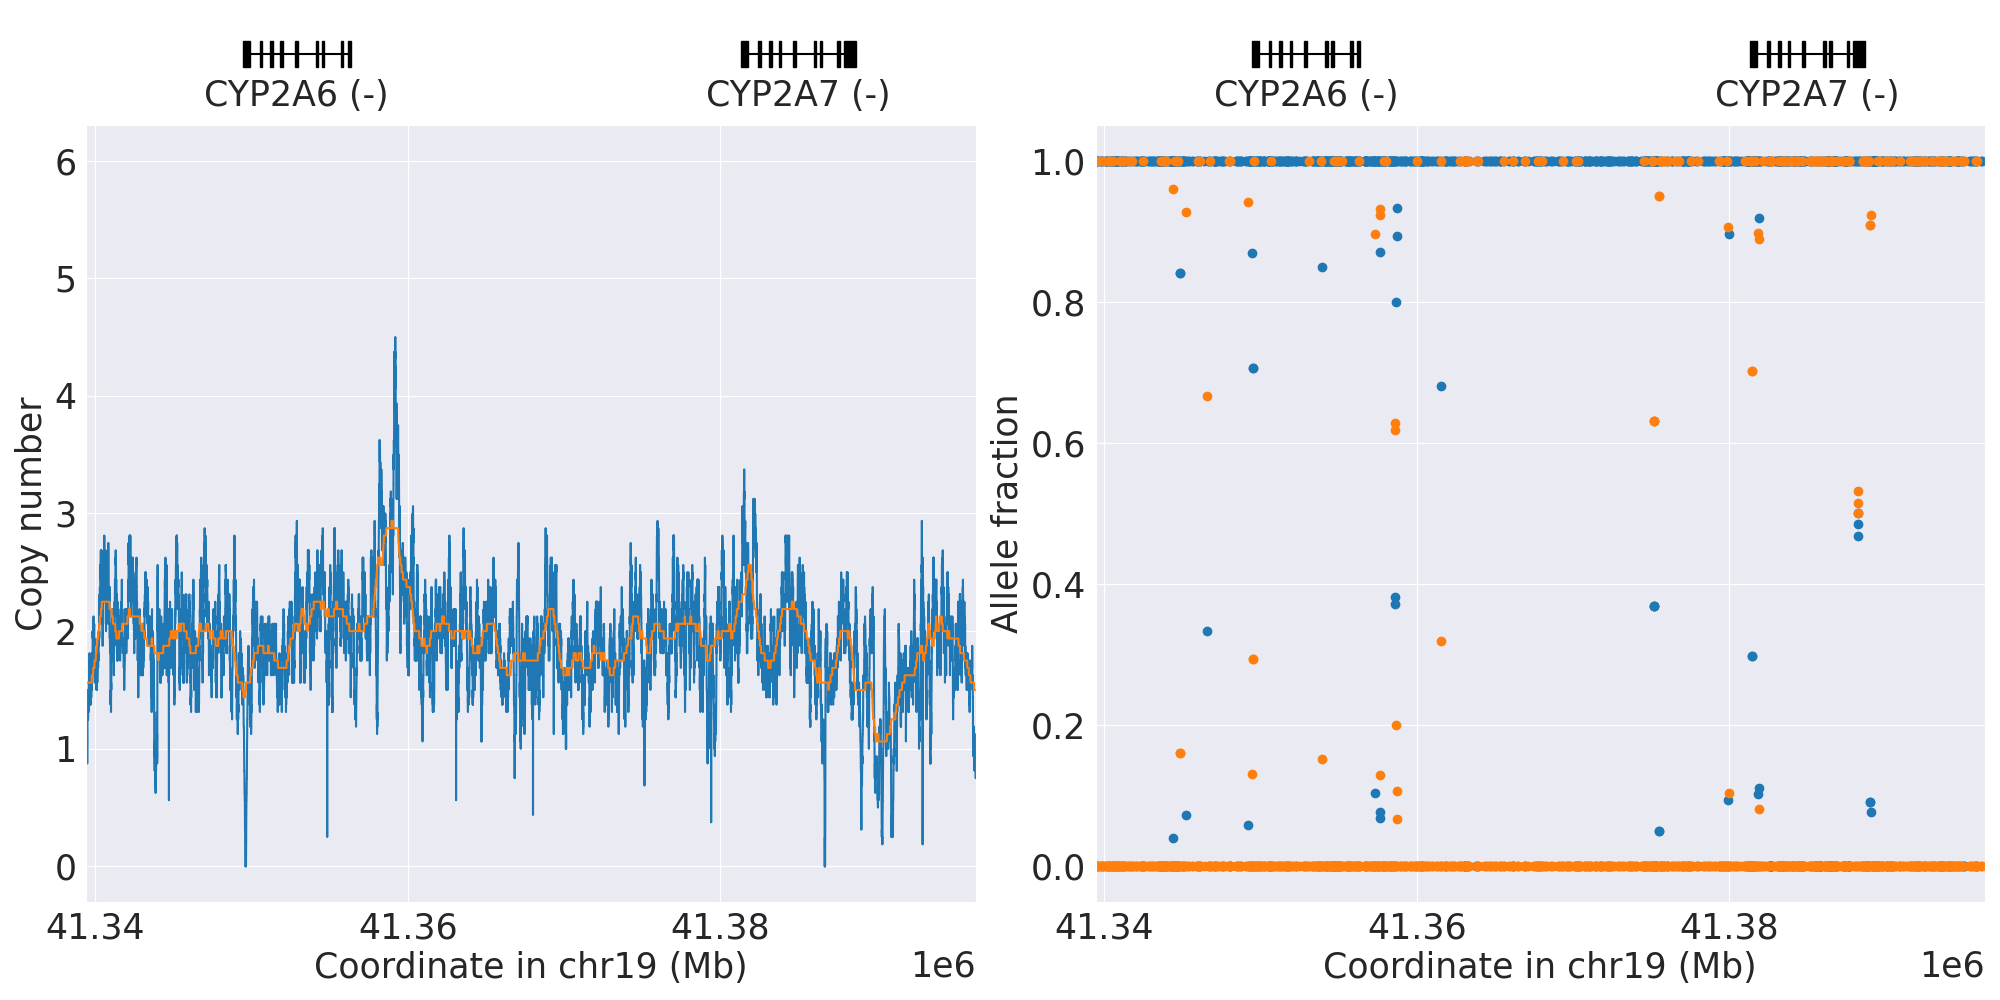 CYP2A6 (-)
CYP2A7 (-)
6
5
4
3
2
1
0
Copy number
41.34
41.36
41.38
Coordinate in chr19 (Mb)
1e6
CYP2A6 (-)
CYP2A7 (-)
1.0
0.8
0.6
0.4
0.2
0.0
Allele fraction
41.34
41.36
41.38
Coordinate in chr19 (Mb)
1e6